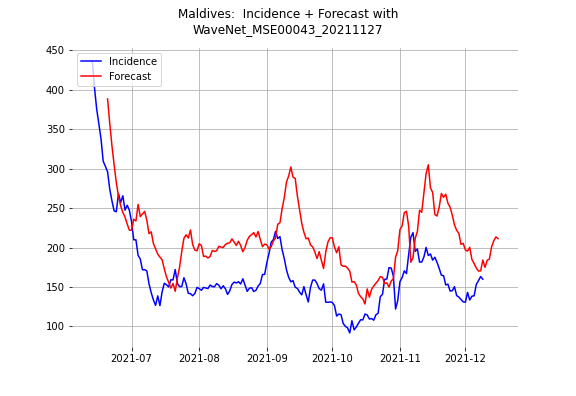 Maldives:  Incidence + Forecast with
WaveNet_MSE00043_20211127
450
400
350
300
250
200
150
100
Incidence
Forecast
2021-07 2021-08 2021-09 2021-10 2021-11 2021-12